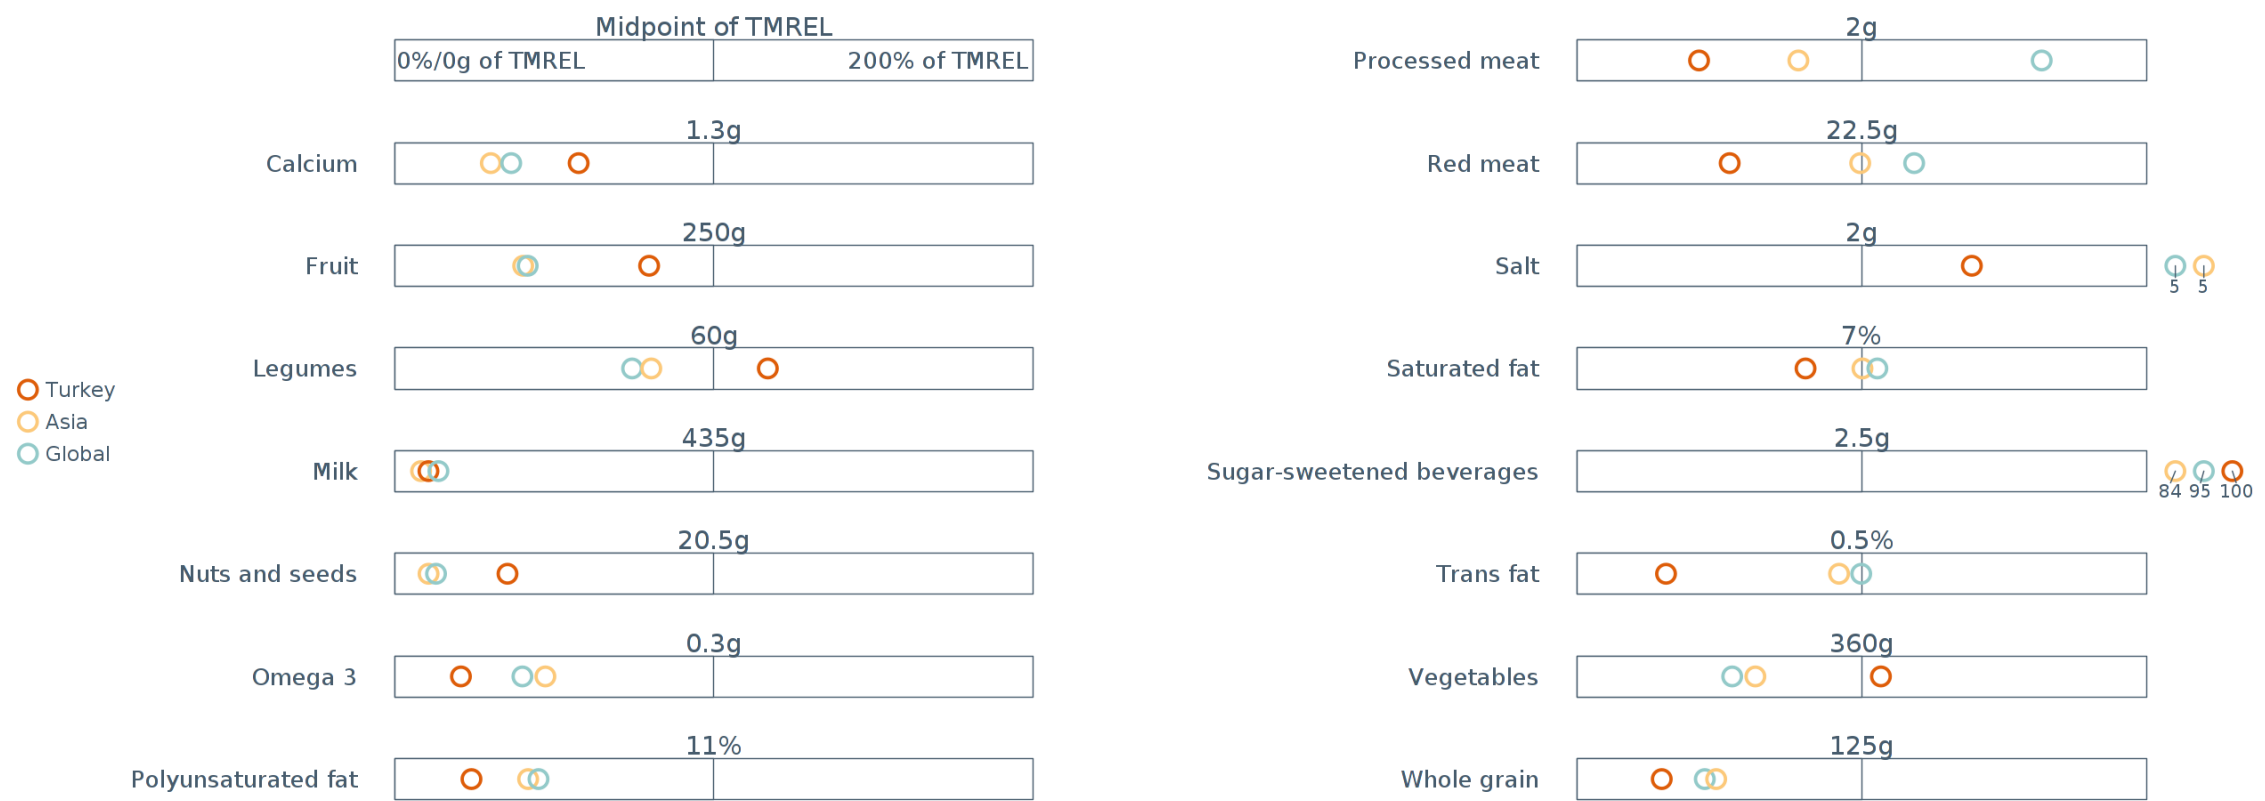 Midpoint of TMREL
0%/0g of TMREL
200% of TMREL
1.3g
Calcium
250g
Fruit
60g
Legumes
435g
Milk
20.5g
Nuts and seeds
0.3g
Omega 3
11%
Polyunsaturated fat
Turkey
Asia
Global
2g
Processed meat
22.5g
Red meat
2g
Salt
5 5
7%
Saturated fat
2.5g
Sugar-sweetened beverages
84 95 100
0.5%
Trans fat
360g
Vegetables
125g
Whole grain